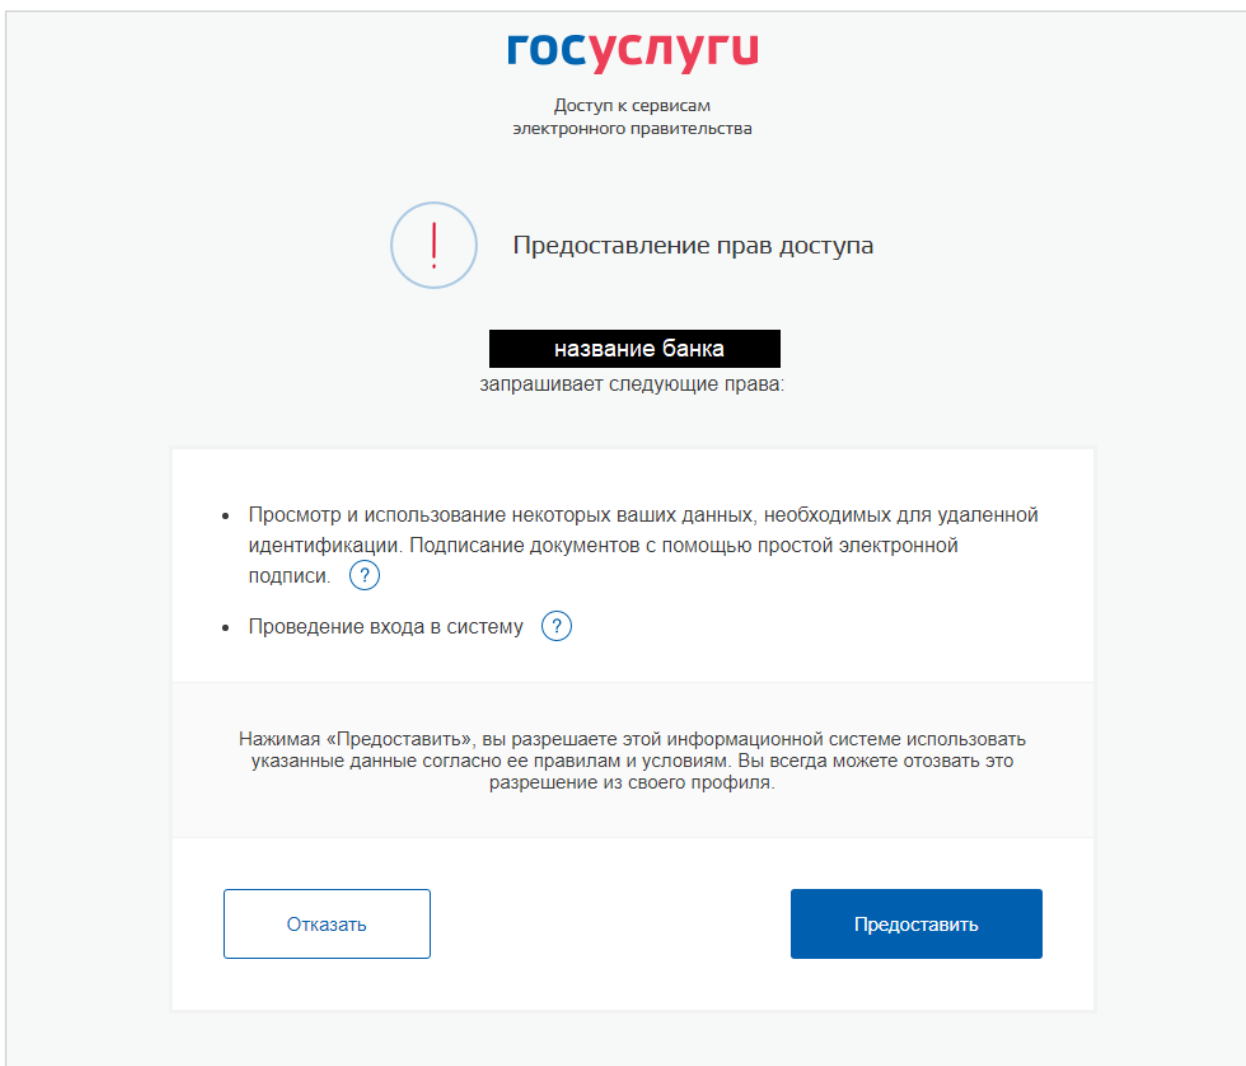 госуслуги
Доступ к сервисам
электронного правительства
Предоставление прав доступа
название банка
запрашивает следующие права:
• Просмотр и использование некоторых ваших данных, необходимых для удаленной
идентификации. Подписание документов с помощью простой электронной
подписи. ?
• Проведение входа в систему ?
Нажимая «Предоставить», вы разрешаете этой информационной системе использовать
указанные данные согласно ее правилам и условиям. Вы всегда можете отозвать это
разрешение из своего профиля.
Отказать
Предоставить